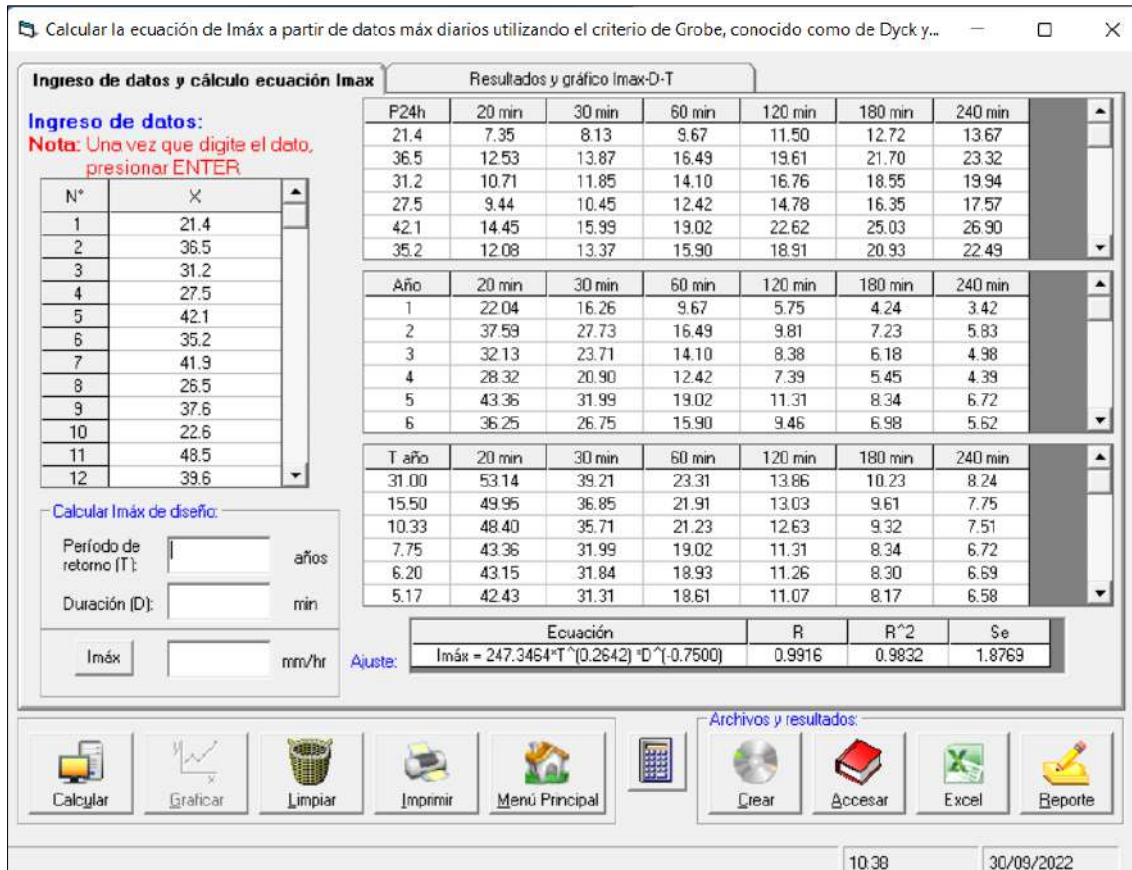 Calcular la ecuación de Imáx a partir de datos máx diarios utilizando el criterio de Grobe, conocido como de Dyck y...
Ingreso de datos y cálculo ecuación Imax
Resultados y gráfico Imax-D-T
Ingreso de datos:
Nota: Una vez que digite el dato,
presionar ENTER
N° X
1 21.4
2 36.5
3 31.2
4 27.5
5 42.1
6 35.2
7 41.9
8 26.5
9 37.6
10 22.6
11 48.5
12 39.6
P24h 20 min 30 min 60 min 120 min 180 min 240 min
21.4 7.35 8.13 9.67 11.50 12.72 13.67
36.5 12.53 13.87 16.49 19.61 21.70 23.32
31.2 10.71 11.85 14.10 16.76 18.55 19.94
27.5 9.44 10.45 12.42 14.78 16.35 17.57
42.1 14.45 15.99 19.02 22.62 25.03 26.90
35.2 12.08 13.37 15.90 18.91 20.93 22.49
Año 20 min 30 min 60 min 120 min 180 min 240 min
1 22.04 16.26 9.67 5.75 4.24 3.42
2 37.59 27.73 16.49 9.81 7.23 5.83
3 32.13 23.71 14.10 8.38 6.18 4.98
4 28.32 20.90 12.42 7.39 5.45 4.39
5 43.36 31.99 19.02 11.31 8.34 6.72
6 36.25 26.75 15.90 9.46 6.98 5.62
T año 20 min 30 min 60 min 120 min 180 min 240 min
31.00 53.14 39.21 23.31 13.86 10.23 8.24
15.50 49.95 36.85 21.91 13.03 9.61 7.75
10.33 48.40 35.71 21.23 12.63 9.32 7.51
7.75 43.36 31.99 19.02 11.31 8.34 6.72
6.20 43.15 31.84 18.93 11.26 8.30 6.69
5.17 42.43 31.31 18.61 11.07 8.17 6.58
Calcular Imáx de diseño:
Período de
retorno (T):
años
Duración (D):
min
Imáx
mm/hr
Ajuste:
Ecuación R R^2 Se
Imáx = 247.3464*T^(0.2642) *D^(-0.7500) 0.9916 0.9832 1.8769
Archivos y resultados:
Calcular
Graficar
Limpiar
Imprimir
Menú Principal
Crear
Accesar
Excel
Reporte
10:38
30/09/2022